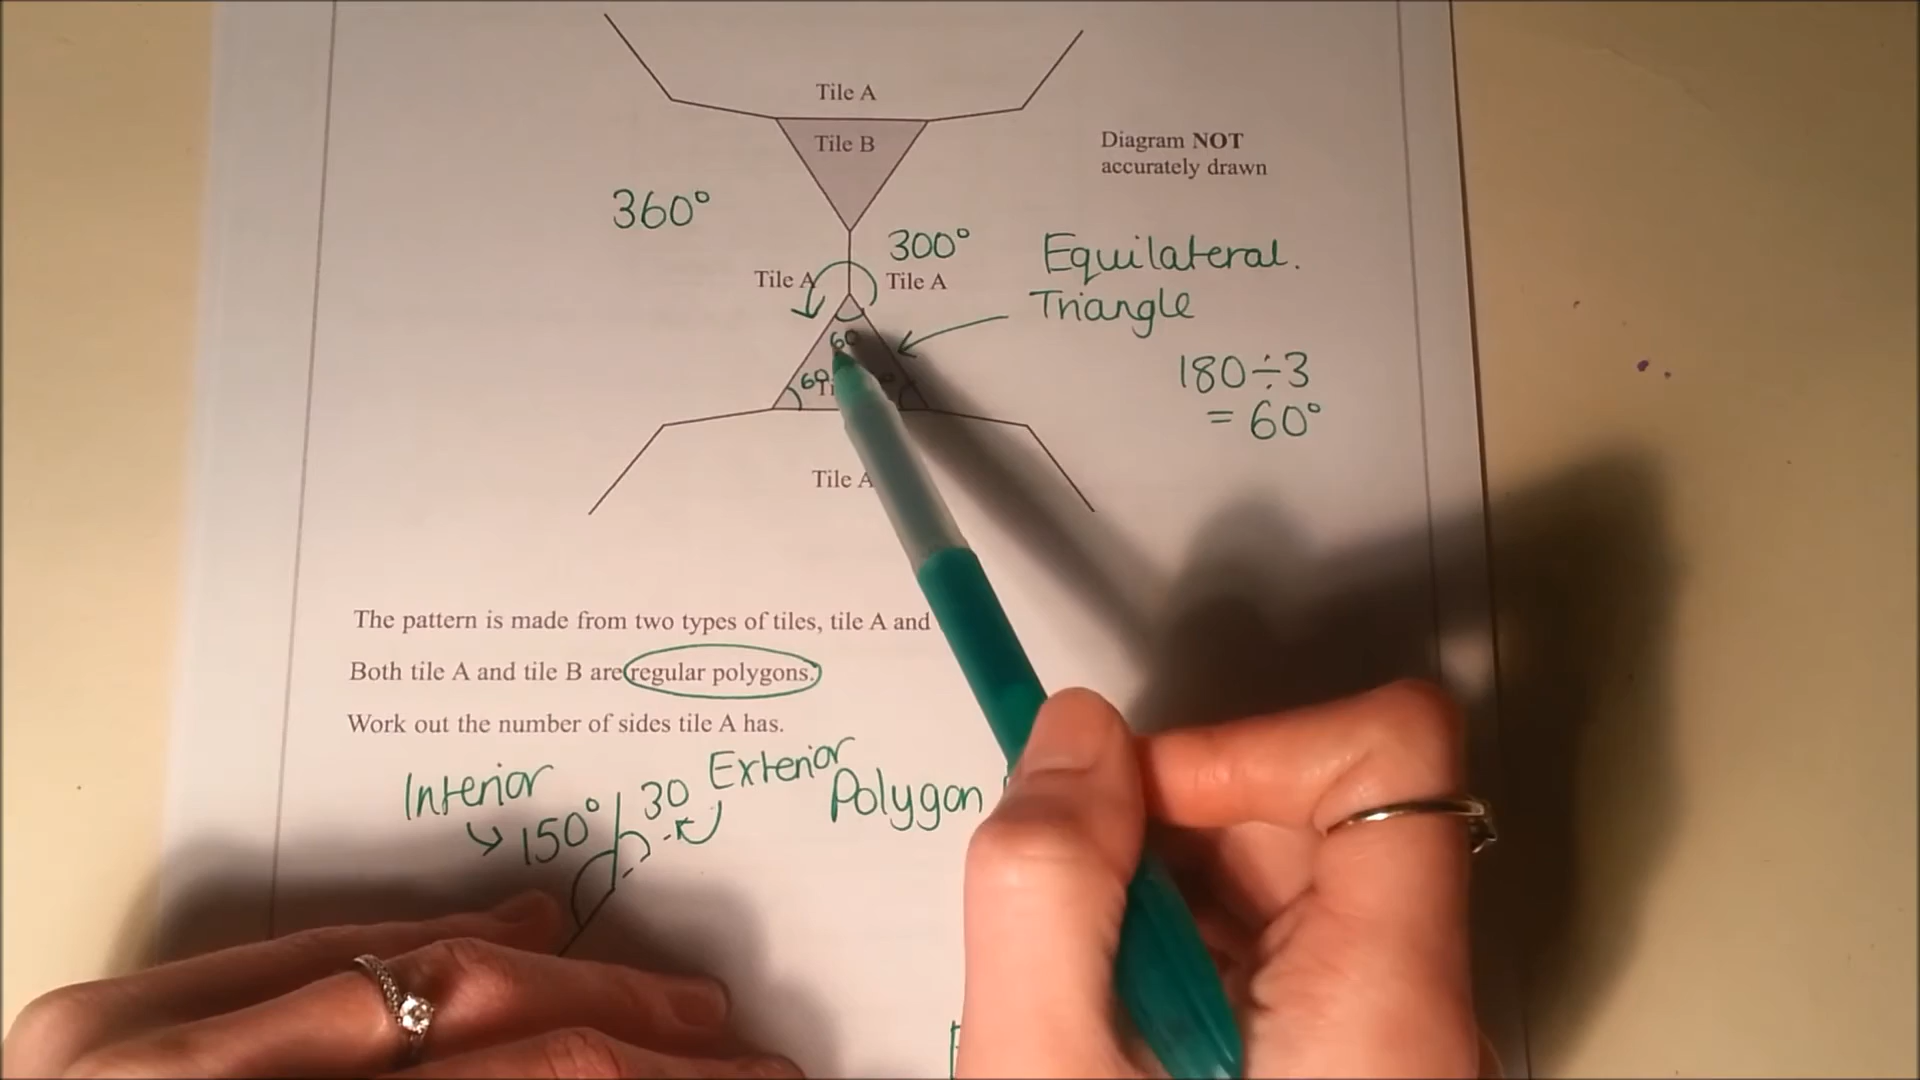 Tile A
Tile B
Diagram NOT
accurately drawn
360°
300°
Equilateral.
Triangle
Tile A
Tile A
60
60
180÷3
= 60°
Tile A
The pattern is made from two types of tiles, tile A and
Both tile A and tile B are regular polygons.
Work out the number of sides tile A has.
Interior
150°
30
Exterior
Polygon